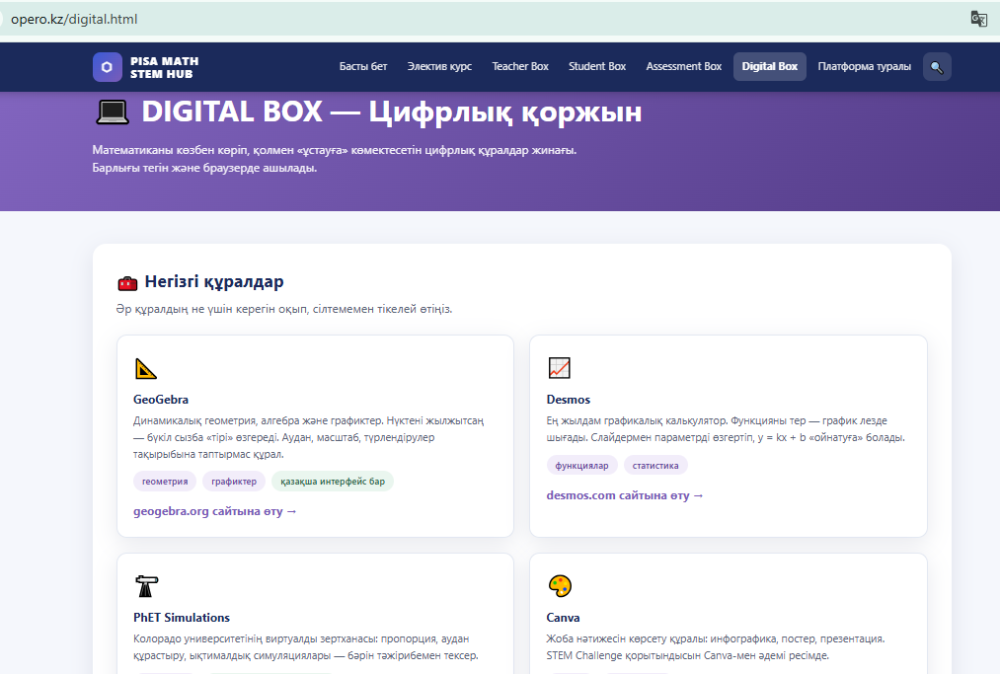 opero.kz/digital.html
PISA MATH
STEM HUB
Басты бет Электив курс Teacher Box Student Box Assessment Box Digital Box Платформа туралы
DIGITAL BOX — Цифрлық қоржын
Математиканы көзбен көріп, қолмен «ұстауға» көмектесетін цифрлық құралдар жинағы.
Барлығы тегін және браузерде ашылады.
Негізгі құралдар
Әр құралдың не үшін керегін оқып, сілтемемен тікелей өтіңіз.
GeoGebra
Динамикалық геометрия, алгебра және графиктер. Нүктені жылжытсаң
— бүкіл сызба «тірі» өзгереді. Аудан, масштаб, түрлендірулер
тақырыбына таптырмас құрал.
геометрия графиктер қазақша интерфейс бар
geogebra.org сайтына өту →
Desmos
Ең жылдам графикалық калькулятор. Функцияны тер — график лезде
шығады. Слайдермен параметрді өзгертіп, y = kx + b «ойнатуға» болады.
функциялар статистика
desmos.com сайтына өту →
PhET Simulations
Колорадо университетінің виртуалды зертханасы: пропорция, аудан
құрастыру, ықтималдық симуляциялары — бәрін тәжірибемен тексер.
Canva
Жоба нәтижесін көрсету құралы: инфографика, постер, презентация.
STEM Challenge қорытындысын Canva-мен әдемі ресімде.